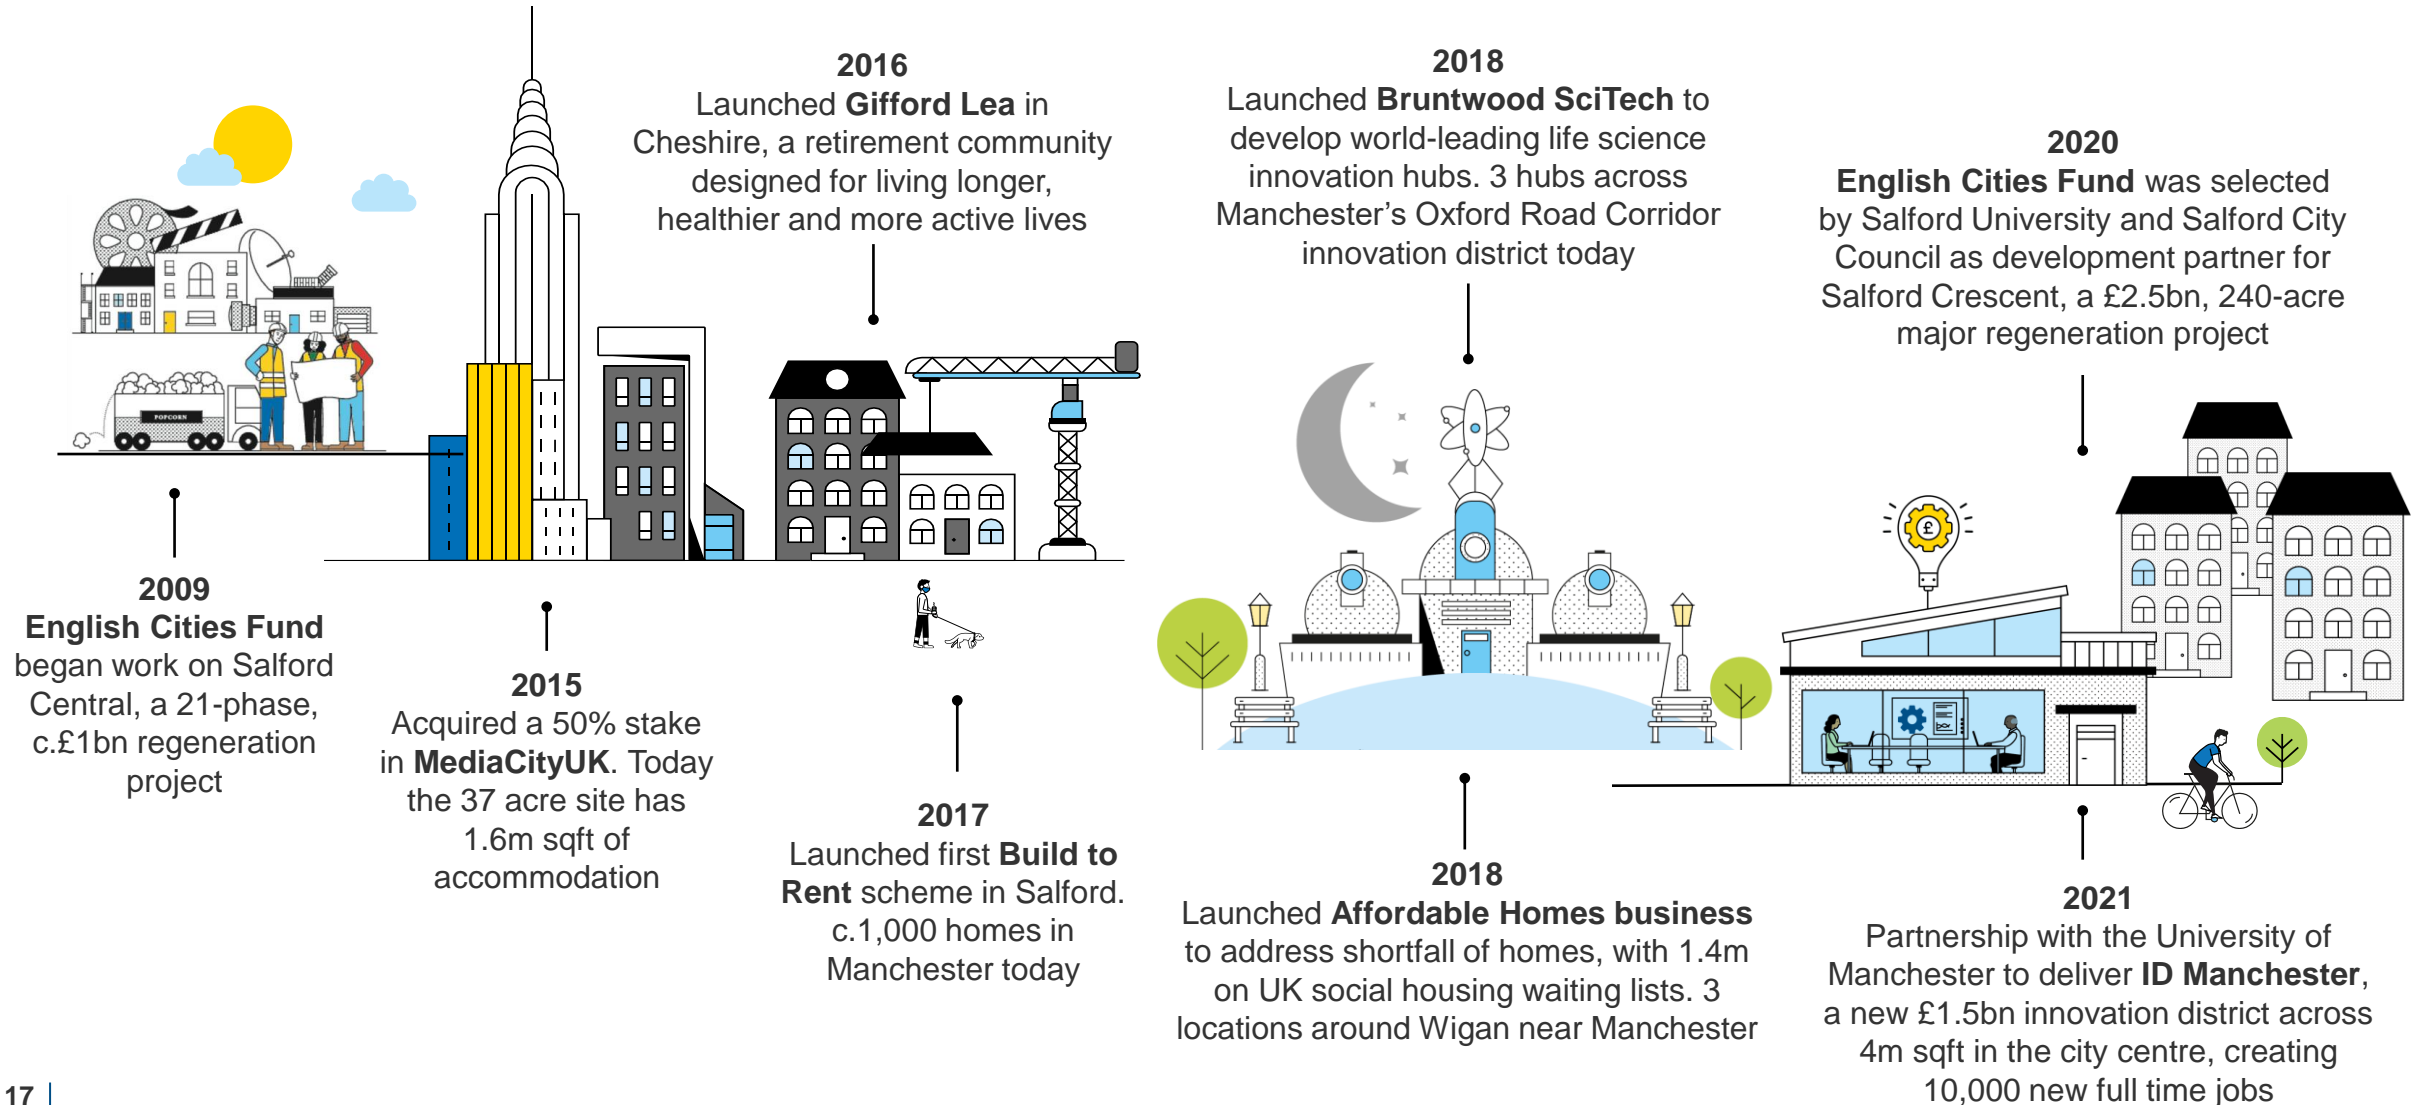 2009
English Cities Fund
began work on Salford
Central, a 21-phase,
c.£1bn regeneration
project
2015
Acquired a 50% stake
in MediaCityUK. Today
the 37 acre site has
1.6m sqft of
accommodation
2016
Launched Gifford Lea in
Cheshire, a retirement community
designed for living longer,
healthier and more active lives
2017
Launched first Build to
Rent scheme in Salford.
c.1,000 homes in
Manchester today
2018
Launched Bruntwood SciTech to
develop world-leading life science
innovation hubs. 3 hubs across
Manchester’s Oxford Road Corridor
innovation district today
2018
Launched Affordable Homes business
to address shortfall of homes, with 1.4m
on UK social housing waiting lists. 3
locations around Wigan near Manchester
2020
English Cities Fund was selected
by Salford University and Salford City
Council as development partner for
Salford Crescent, a £2.5bn, 240-acre
major regeneration project
2021
Partnership with the University of
Manchester to deliver ID Manchester,
a new £1.5bn innovation district across
4m sqft in the city centre, creating
10,000 new full time jobs
POPCORN
£
17